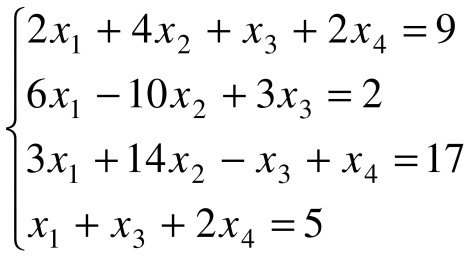 2x₁ + 4x₂ + x₃ + 2x₄ = 9
6x₁ − 10x₂ + 3x₃ = 2
3x₁ + 14x₂ − x₃ + x₄ = 17
x₁ + x₃ + 2x₄ = 5